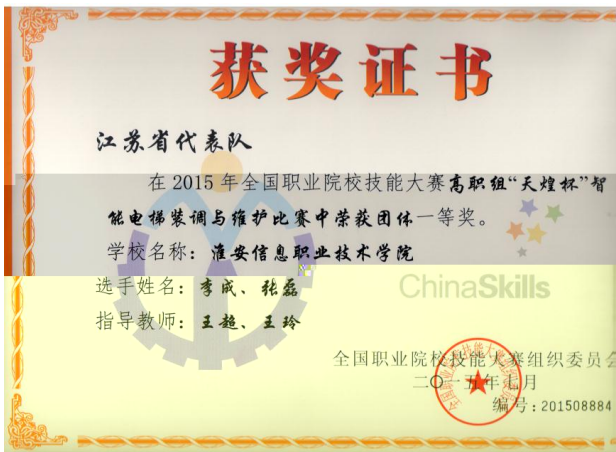 获奖证书
江苏省代表队
在2015年全国职业院校技能大赛高职组“天煌杯”智
能电梯装调与维护比赛中荣获团体一等奖。
学校名称：淮安信息职业技术学院
选手姓名：李成、张磊
指导教师：王超、王玲
ChinaSkills
全国职业院校技能大赛组织委员会
二〇一五年七月
编号：201508884